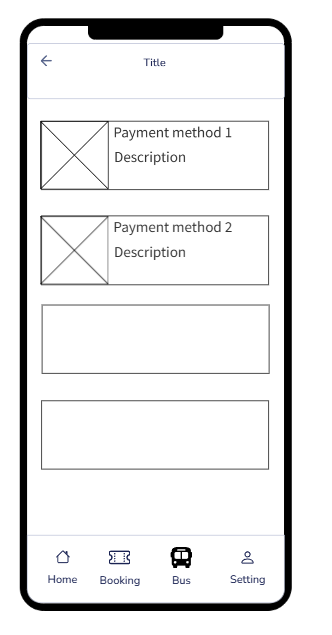 Title
Payment method 1
Description
Payment method 2
Description
Home
Booking
Bus
Setting